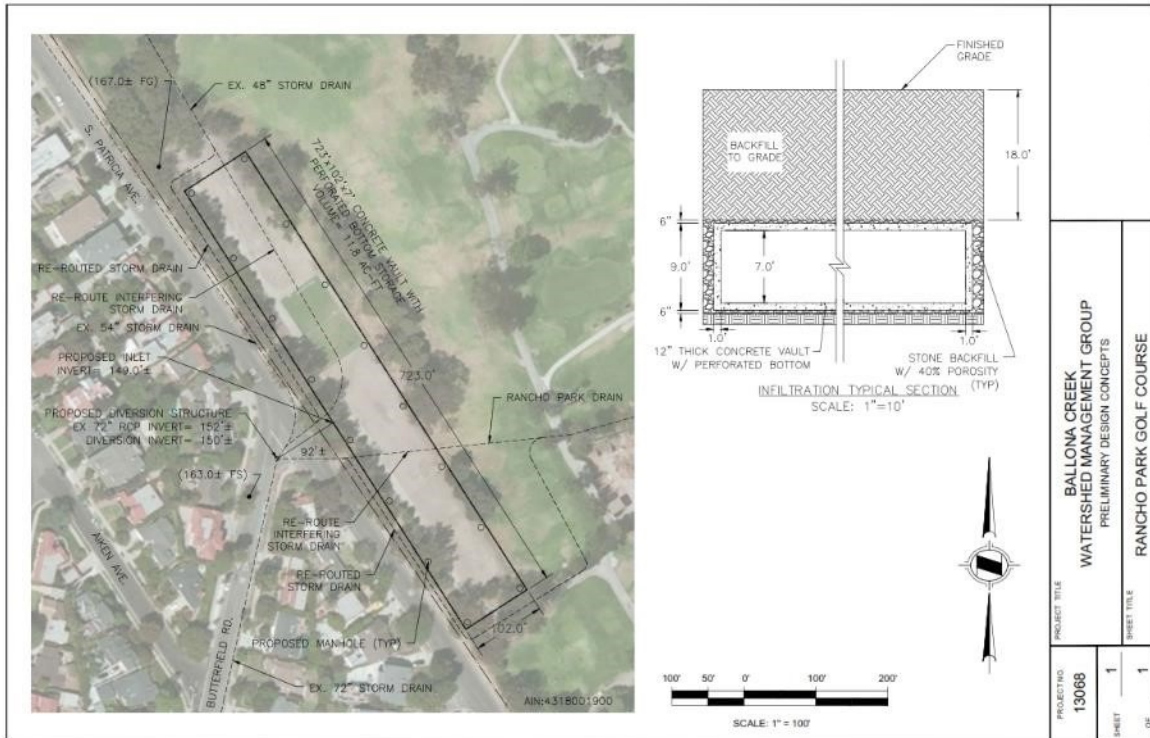 (167.0± FG)
EX. 48" STORM DRAIN
S. PATRICIA AVE.
723'x102'x7' CONCRETE
PERFORATED VAULT WITH
BOTTOM STORAGE
VOLUME= 11.8 AC-FT
RE-ROUTED STORM DRAIN
RE-ROUTE INTERFERING
STORM DRAIN
EX. 54" STORM DRAIN
PROPOSED INLET
INVERT= 149.0'±
723.0'
PROPOSED DIVERSION STRUCTURE
EX 72" RCP INVERT= 152'±
DIVERSION INVERT= 150'±
RANCHO PARK DRAIN
92'±
(163.0± FS)
RE-ROUTE
INTERFERING
STORM DRAIN
AIKEN AVE.
RE-ROUTED
STORM DRAIN
102.0'
PROPOSED MANHOLE (TYP)
BUTTERFIELD RD.
EX. 72" STORM DRAIN
AIN:4318001900
FINISHED
GRADE
BACKFILL
TO GRADE
18.0'
6"
9.0'
7.0'
6"
1.0'
1.0'
12" THICK CONCRETE VAULT
W/ PERFORATED BOTTOM
STONE BACKFILL
W/ 40% POROSITY
(TYP)
INFILTRATION TYPICAL SECTION
SCALE: 1"=10'
100'
50'
0'
100'
200'
SCALE: 1" = 100'
PROJECT TITLE
BALLONA CREEK
WATERSHED MANAGEMENT GROUP
PRELIMINARY DESIGN CONCEPTS
SHEET TITLE
RANCHO PARK GOLF COURSE
PROJECT NO.
13068
SHEET
1
OF
1